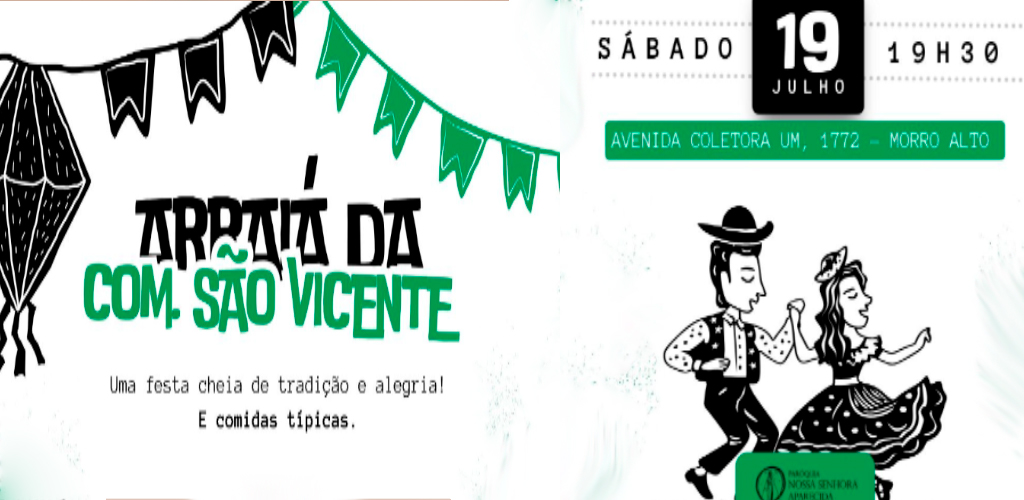 ARRAIÁ DA
COM. SÃO VICENTE
Uma festa cheia de tradição e alegria!
E comidas típicas.
SÁBADO
19
JULHO
19H30
AVENIDA COLETORA UM, 1772 – MORRO ALTO
PARÓQUIA
NOSSA SENHORA
APARECIDA